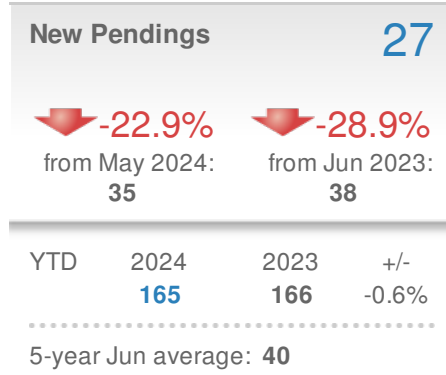 New Pendings 27
-22.9% -28.9%
from May 2024: from Jun 2023:
35 38
YTD 2024 2023 +/-
165 166 -0.6%
5-year Jun average: 40